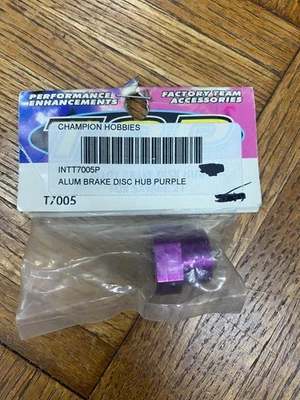 PERFORMANCE ENHANCEMENTS
FACTORY TEAM ACCESSORIES
CHAMPION HOBBIES
INTT7005P
ALUM BRAKE DISC HUB PURPLE
T7005